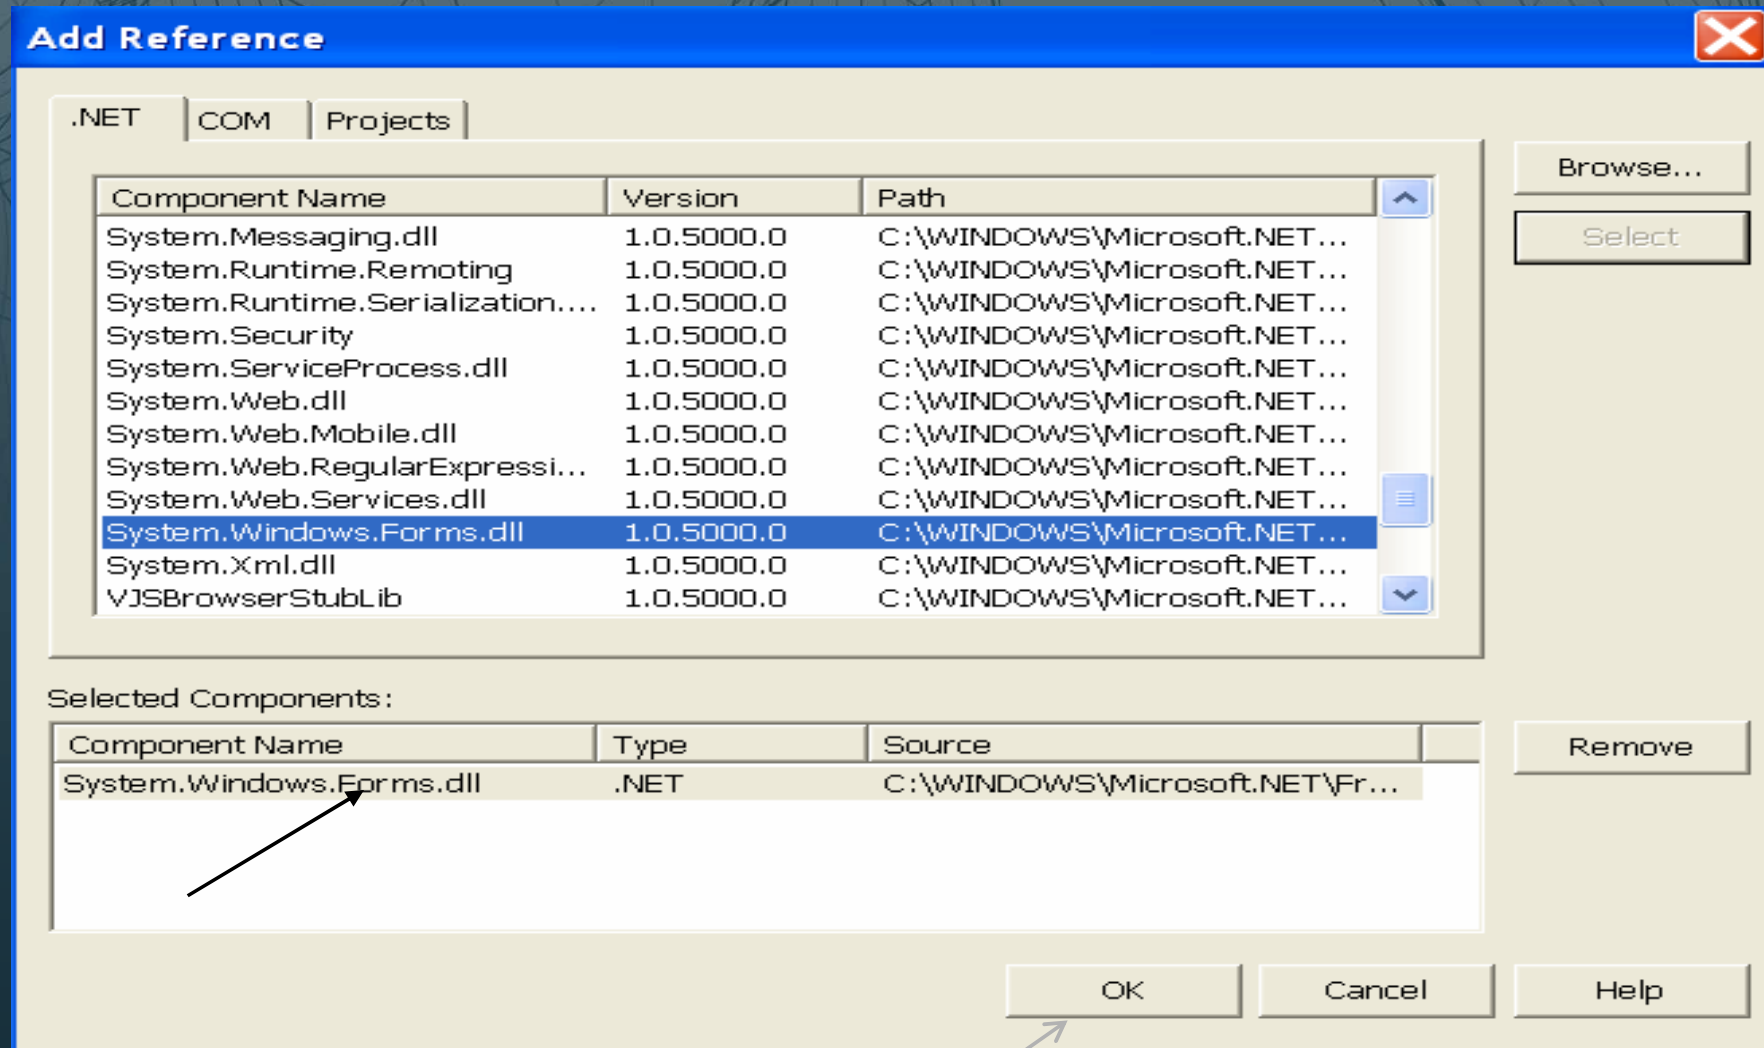 Add Reference
.NET COM Projects
Browse...
Component Name Version Path
Select
System.Messaging.dll 1.0.5000.0 C:\WINDOWS\Microsoft.NET...
System.Runtime.Remoting 1.0.5000.0 C:\WINDOWS\Microsoft.NET...
System.Runtime.Serialization.... 1.0.5000.0 C:\WINDOWS\Microsoft.NET...
System.Security 1.0.5000.0 C:\WINDOWS\Microsoft.NET...
System.ServiceProcess.dll 1.0.5000.0 C:\WINDOWS\Microsoft.NET...
System.Web.dll 1.0.5000.0 C:\WINDOWS\Microsoft.NET...
System.Web.Mobile.dll 1.0.5000.0 C:\WINDOWS\Microsoft.NET...
System.Web.RegularExpressi... 1.0.5000.0 C:\WINDOWS\Microsoft.NET...
System.Web.Services.dll 1.0.5000.0 C:\WINDOWS\Microsoft.NET...
System.Windows.Forms.dll 1.0.5000.0 C:\WINDOWS\Microsoft.NET...
System.Xml.dll 1.0.5000.0 C:\WINDOWS\Microsoft.NET...
VJSBrowserStubLib 1.0.5000.0 C:\WINDOWS\Microsoft.NET...
Selected Components:
Component Name Type Source
Remove
System.Windows.Forms.dll .NET C:\WINDOWS\Microsoft.NET\Fr...
OK Cancel Help